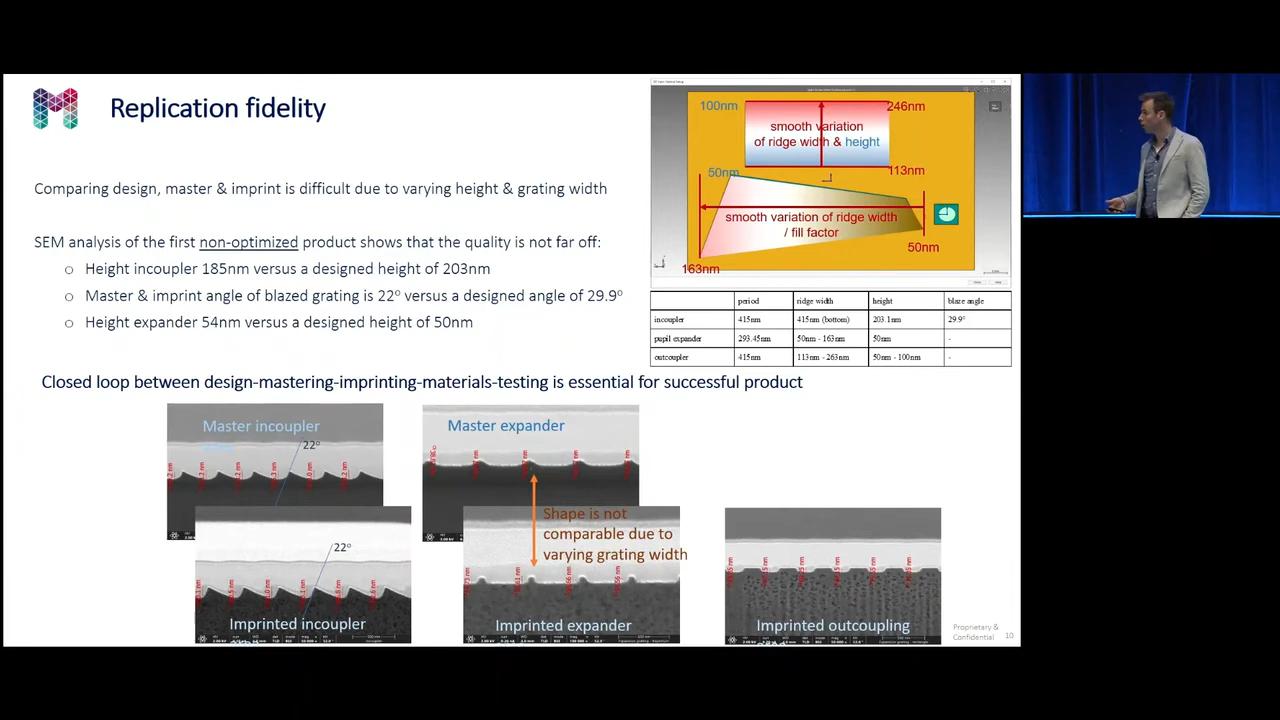 Replication fidelity
Comparing design, master & imprint is difficult due to varying height & grating width
SEM analysis of the first non-optimized product shows that the quality is not far off:
o Height incoupler 185nm versus a designed height of 203nm
o Master & imprint angle of blazed grating is 22° versus a designed angle of 29.9°
o Height expander 54nm versus a designed height of 50nm
100nm
246nm
smooth variation
of ridge width & height
50nm
113nm
smooth variation of ridge width
/ fill factor
50nm
163nm
period ridge width height blaze angle
incoupler 415nm 415nm (bottom) 203.1nm 29.9°
pupil expander 293.45nm 50nm - 163nm 50nm -
outcoupler 415nm 113nm - 263nm 50nm - 100nm -
Closed loop between design-mastering-imprinting-materials-testing is essential for successful product
Master incoupler
22°
Master expander
Shape is not
comparable due to
varying grating width
22°
Imprinted incoupler
Imprinted expander
Imprinted outcoupling
Proprietary &
Confidential
10